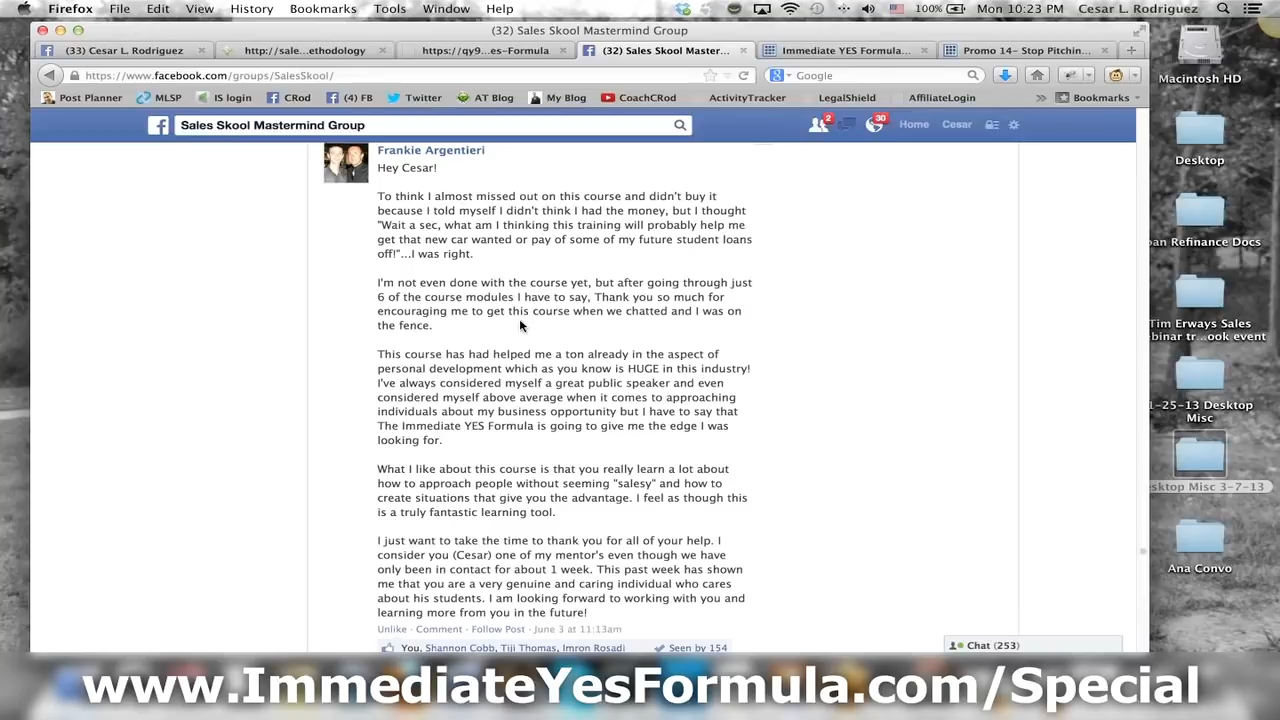 Firefox File Edit View History Bookmarks Tools Window Help 100% Mon 10:23 PM Cesar L. Rodriguez
(32) Sales Skool Mastermind Group
(33) Cesar L. Rodriguez http://sale...ethodology https://qy9...es-Formula (32) Sales Skool Master... Immediate YES Formula... Promo 14- Stop Pitchin...
https://www.facebook.com/groups/SalesSkool/ Google
Post Planner MLSP IS login CRod (4) FB Twitter AT Blog My Blog CoachCRod ActivityTracker LegalShield AffiliateLogin Bookmarks
Sales Skool Mastermind Group 2 30 Home Cesar
Frankie Argentieri
Hey Cesar!
To think I almost missed out on this course and didn't buy it
because I told myself I didn't think I had the money, but I thought
"Wait a sec, what am I thinking this training will probably help me
get that new car wanted or pay of some of my future student loans
off!"...I was right.
I'm not even done with the course yet, but after going through just
6 of the course modules I have to say, Thank you so much for
encouraging me to get this course when we chatted and I was on
the fence.
This course has had helped me a ton already in the aspect of
personal development which as you know is HUGE in this industry!
I've always considered myself a great public speaker and even
considered myself above average when it comes to approaching
individuals about my business opportunity but I have to say that
The Immediate YES Formula is going to give me the edge I was
looking for.
What I like about this course is that you really learn a lot about
how to approach people without seeming "salesy" and how to
create situations that give you the advantage. I feel as though this
is a truly fantastic learning tool.
I just want to take the time to thank you for all of your help. I
consider you (Cesar) one of my mentor's even though we have
only been in contact for about 1 week. This past week has shown
me that you are a very genuine and caring individual who cares
about his students. I am looking forward to working with you and
learning more from you in the future!
Unlike · Comment · Follow Post · June 3 at 11:13am
You, Shannon Cobb, Tiji Thomas, Imron Rosadi Seen by 154
Chat (253)
Macintosh HD
Desktop
oan Refinance Docs
Tim Erways Sales
binar tr...ook event
1-25-13 Desktop
Misc
sktop Misc 3-7-13
Ana Convo
www.ImmediateYesFormula.com/Special